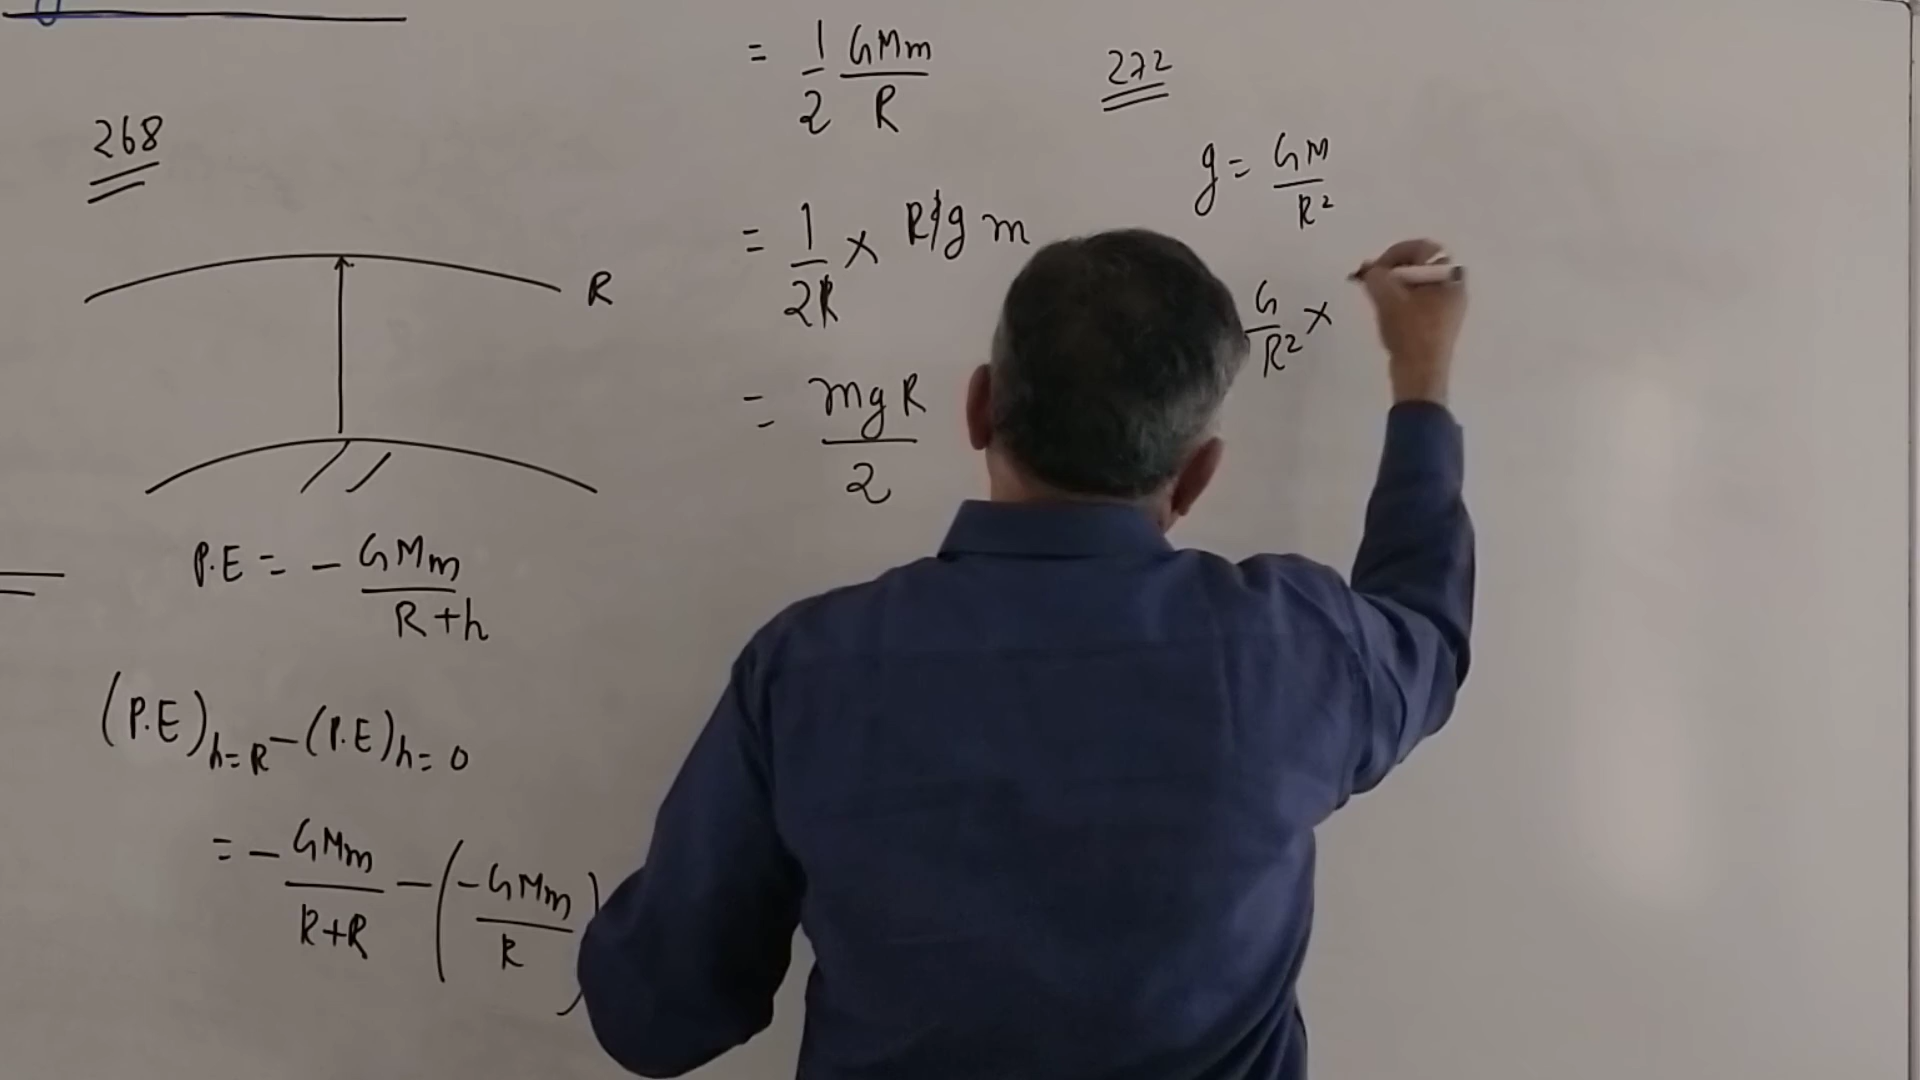 268
R
P.E = - GMm / R+h
(P.E)h=R - (P.E)h=0
= - GMm / R+R - (- GMm / R)
= 1/2 GMm / R
= 1/2R × R²g m
= mgR / 2
272
g = GM / R²
G / R² ×